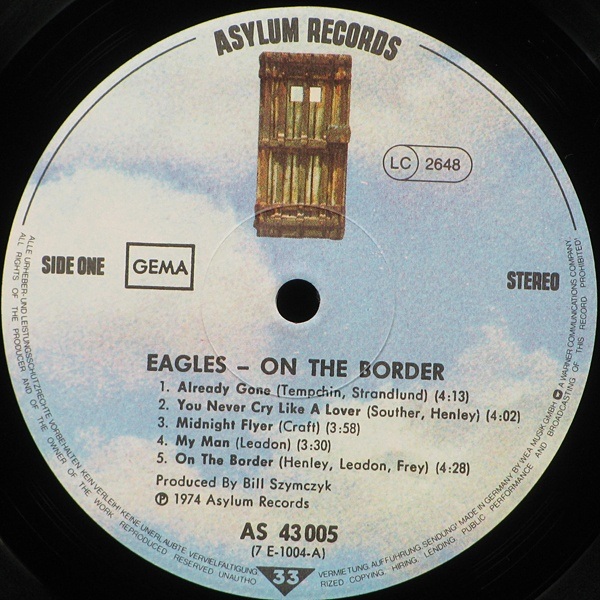 ASYLUM RECORDS
LC 2648
SIDE ONE
GEMA
STEREO
EAGLES – ON THE BORDER
1. Already Gone (Tempchin, Strandlund) (4:13)
2. You Never Cry Like A Lover (Souther, Henley) (4:02)
3. Midnight Flyer (Craft) (3:58)
4. My Man (Leadon) (3:30)
5. On The Border (Henley, Leadon, Frey) (4:28)
Produced By Bill Szymczyk
℗ 1974 Asylum Records
AS 43 005
(7 E-1004-A)
33
ALLE URHEBER- UND LEISTUNGSSCHUTZRECHTE VORBEHALTEN KEIN VERLEIH! KEINE UNERLAUBTE VERVIELFÄLTIGUNG, VERMIETUNG, AUFFÜHRUNG, SENDUNG! MADE IN GERMANY BY WEA MUSIK GMBH A WARNER COMMUNICATIONS COMPANY.
ALL RIGHTS OF THE PRODUCER AND OF THE OWNER OF THE WORK REPRODUCED RESERVED UNAUTHORIZED COPYING, HIRING, LENDING, PUBLIC PERFORMANCE AND BROADCASTING OF THIS RECORD PROHIBITED!